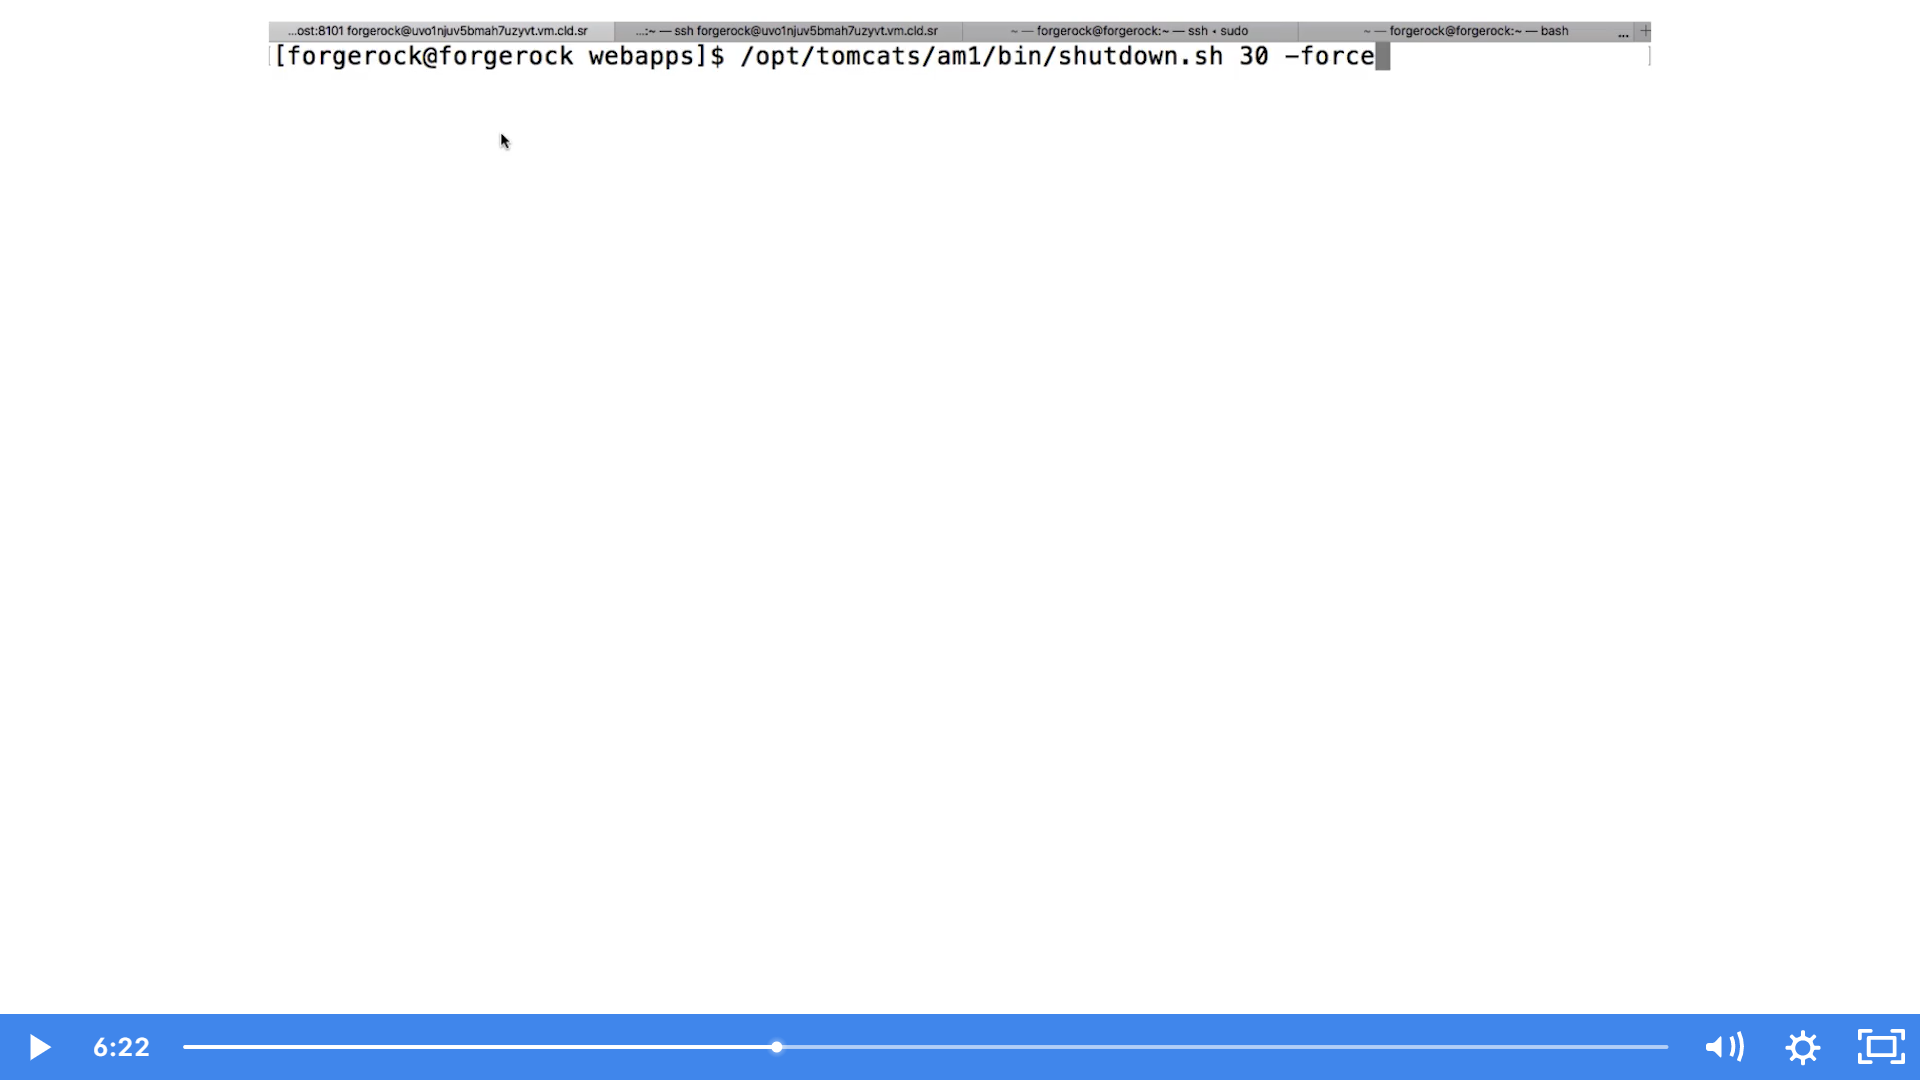 ...ost:8101 forgerock@uvo1njuv5bmah7uzyvt.vm.cld.sr ...:~ — ssh forgerock@uvo1njuv5bmah7uzyvt.vm.cld.sr ~ — forgerock@forgerock:~ — ssh ‹ sudo ~ — forgerock@forgerock:~ — bash ... +
[forgerock@forgerock webapps]$ /opt/tomcats/am1/bin/shutdown.sh 30 -force
6:22